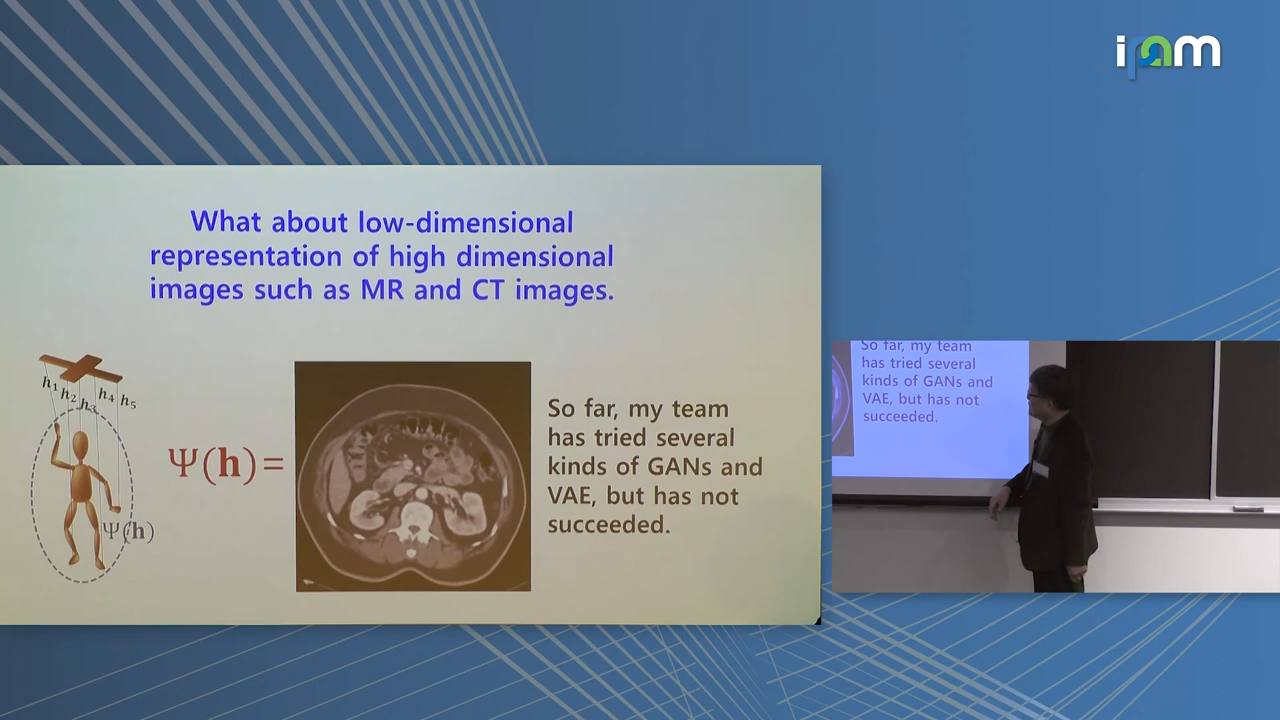 ipam
What about low-dimensional
representation of high dimensional
images such as MR and CT images.
h1
h2
h3
h4
h5
Ψ(h)
Ψ(h)=
So far, my team
has tried several
kinds of GANs and
VAE, but has not
succeeded.
So far, my team
has tried several
kinds of GANs and
VAE, but has not
succeeded.